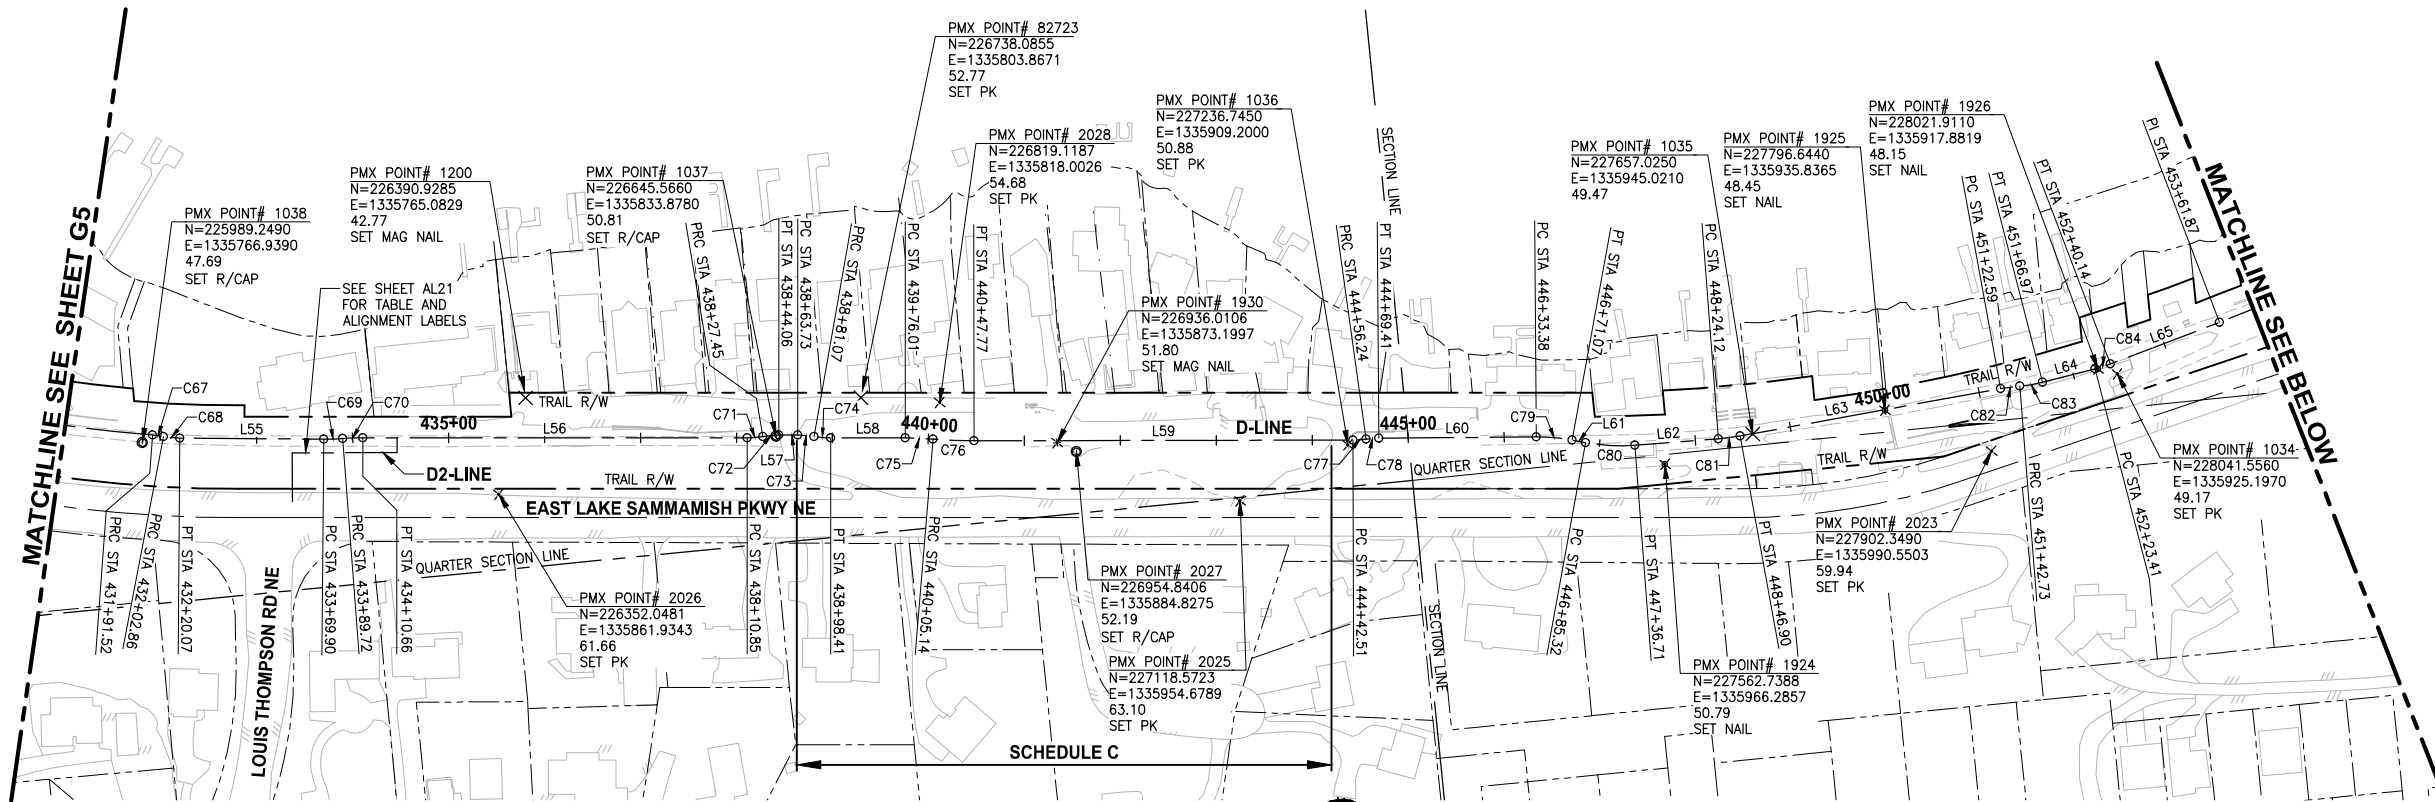 MATCHLINE SEE SHEET G5
PMX POINT# 1038
N=225989.2490
E=1335766.9390
47.69
SET R/CAP
PMX POINT# 1200
N=226390.9285
E=1335765.0829
42.77
SET MAG NAIL
SEE SHEET AL21
FOR TABLE AND
ALIGNMENT LABELS
PMX POINT# 1037
N=226645.5660
E=1335833.8780
50.81
SET R/CAP
PMX POINT# 82723
N=226738.0855
E=1335803.8671
52.77
SET PK
PMX POINT# 2028
N=226819.1187
E=1335818.0026
54.68
SET PK
PMX POINT# 1036
N=227236.7450
E=1335909.2000
50.88
SET PK
PMX POINT# 1930
N=226936.0106
E=1335873.1997
51.80
SET MAG NAIL
PMX POINT# 1035
N=227657.0250
E=1335945.0210
49.47
PMX POINT# 1925
N=227796.6440
E=1335935.8365
48.45
SET NAIL
PMX POINT# 1926
N=228021.9110
E=1335917.8819
48.15
SET NAIL
PRC STA 438+27.45
PT STA 438+44.06
PC STA 438+63.73
PRC STA 438+81.07
PC STA 439+76.01
PT STA 440+47.77
PRC STA 444+56.24
PT STA 444+69.41
SECTION LINE
PC STA 446+33.38
PT STA 446+71.07
PC STA 448+24.12
PC STA 451+22.59
PT STA 451+66.97
PT STA 452+40.14
PI STA 453+61.87
MATCHLINE SEE BELOW
C67
C68
L55
C69
C70
435+00
TRAIL R/W
L56
C71
C72
L57
C73
C74
L58
440+00
C75
C76
L59
D-LINE
C77
C78
445+00
L60
C79
L61
C80
L62
C81
L63
450+00
TRAIL R/W
C82
C83
L64
C84
L65
D2-LINE
TRAIL R/W
EAST LAKE SAMMAMISH PKWY NE
QUARTER SECTION LINE
TRAIL R/W
QUARTER SECTION LINE
LOUIS THOMPSON RD NE
PRC STA 431+91.52
PRC STA 432+02.86
PT STA 432+20.07
PC STA 433+69.90
PRC STA 433+89.72
PT STA 434+10.66
PC STA 438+10.85
PT STA 438+98.41
PRC STA 440+05.14
PC STA 444+42.51
SECTION LINE
PC STA 446+85.32
PT STA 447+36.71
PT STA 448+46.90
PRC STA 451+42.73
PC STA 452+23.41
PMX POINT# 2026
N=226352.0481
E=1335861.9343
61.66
SET PK
PMX POINT# 2027
N=226954.8406
E=1335884.8275
52.19
SET R/CAP
PMX POINT# 2025
N=227118.5723
E=1335954.6789
63.10
SET PK
PMX POINT# 1924
N=227562.7388
E=1335966.2857
50.79
SET NAIL
PMX POINT# 2023
N=227902.3490
E=1335990.5503
59.94
SET PK
PMX POINT# 1034
N=228041.5560
E=1335925.1970
49.17
SET PK
SCHEDULE C